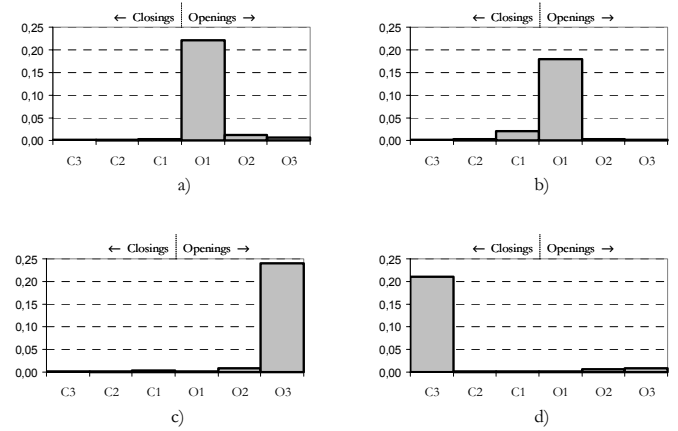 ← Closings Openings →
0,25
0,20
0,15
0,10
0,05
0,00
C3 C2 C1 O1 O2 O3
a)
← Closings Openings →
0,25
0,20
0,15
0,10
0,05
0,00
C3 C2 C1 O1 O2 O3
b)
← Closings Openings →
0,25
0,20
0,15
0,10
0,05
0,00
C3 C2 C1 O1 O2 O3
c)
← Closings Openings →
0,25
0,20
0,15
0,10
0,05
0,00
C3 C2 C1 O1 O2 O3
d)